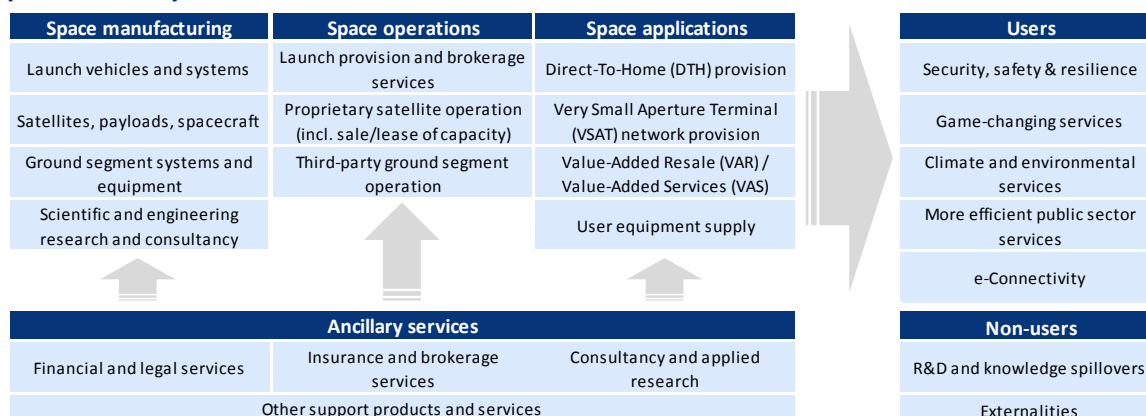 Space manufacturing
Launch vehicles and systems
Satellites, payloads, spacecraft
Ground segment systems and
equipment
Scientific and engineering
research and consultancy
Space operations
Launch provision and brokerage
services
Proprietary satellite operation
(incl. sale/lease of capacity)
Third-party ground segment
operation
Space applications
Direct-To-Home (DTH) provision
Very Small Aperture Terminal
(VSAT) network provision
Value-Added Resale (VAR) /
Value-Added Services (VAS)
User equipment supply
Users
Security, safety & resilience
Game-changing services
Climate and environmental
services
More efficient public sector
services
e-Connectivity
Ancillary services
Financial and legal services
Insurance and brokerage
services
Consultancy and applied
research
Other support products and services
Non-users
R&D and knowledge spillovers
Externalities